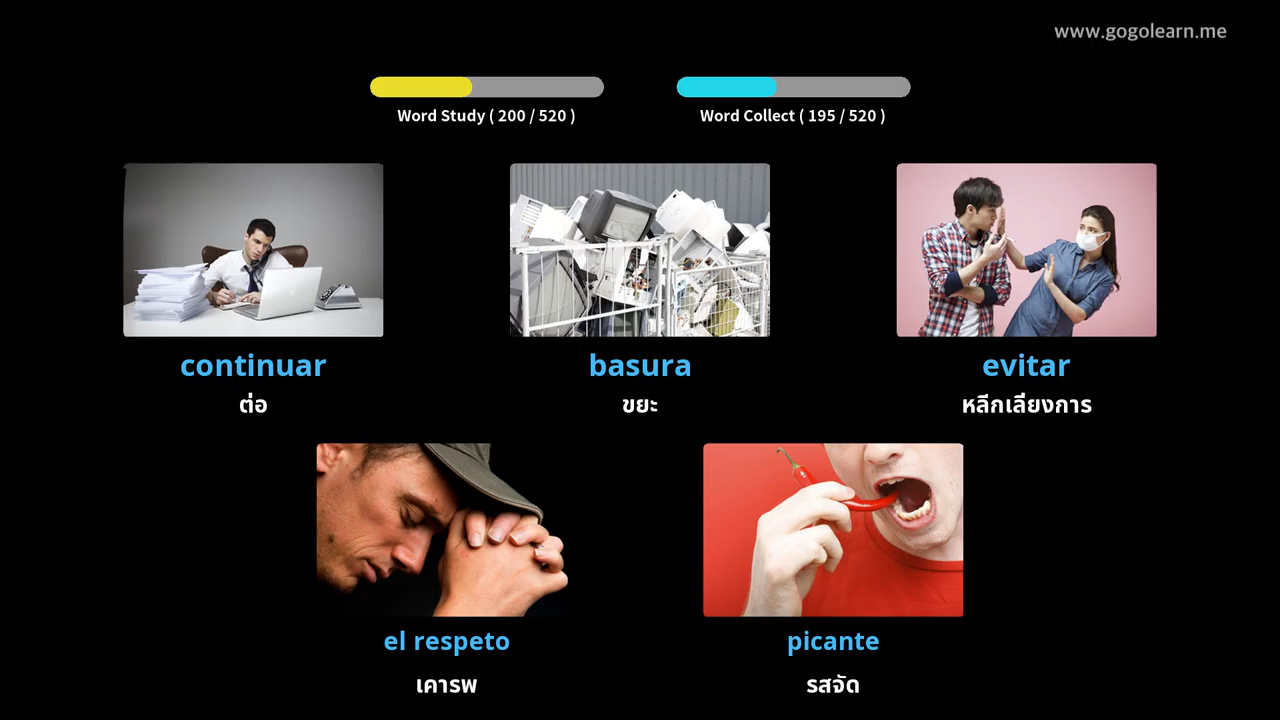 www.gogolearn.me
Word Study ( 200 / 520 )
Word Collect ( 195 / 520 )
continuar
ต่อ
basura
ขยะ
evitar
หลีกเลี่ยงการ
el respeto
เคารพ
picante
รสจัด